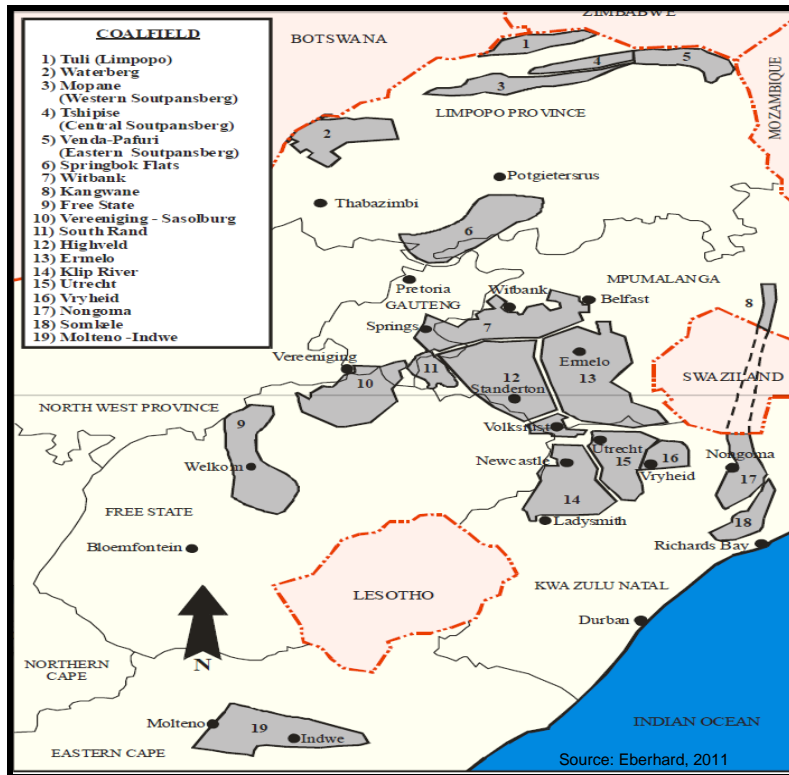 COALFIELD
1) Tuli (Limpopo)
2) Waterberg
3) Mopane
(Western Soutpansberg)
4) Tshipise
(Central Soutpansberg)
5) Venda-Pafuri
(Eastern Soutpansberg)
6) Springbok Flats
7) Witbank
8) Kangwane
9) Free State
10) Vereeniging - Sasolburg
11) South Rand
12) Highveld
13) Ermelo
14) Klip River
15) Utrecht
16) Vryheid
17) Nongoma
18) Somkele
19) Molteno -Indwe
ZIMBABWE
BOTSWANA
MOZAMBIQUE
1
4
5
3
LIMPOPO PROVINCE
2
Potgietersrus
Thabazimbi
6
Pretoria
MPUMALANGA
Witbank
Belfast
GAUTENG
Springs
7
8
Vereeniging
Ermelo
11
10
12
13
SWAZILAND
Standerton
NORTH WEST PROVINCE
9
Volksrust
Utrecht
Welkom
Newcastle
15
16
Vryheid
Nongoma
17
14
FREE STATE
Ladysmith
18
Richards Bay
Bloemfontein
LESOTHO
KWA ZULU NATAL
Durban
N
NORTHERN
CAPE
Molteno
19
Indwe
INDIAN OCEAN
EASTERN CAPE
Source: Eberhard, 2011